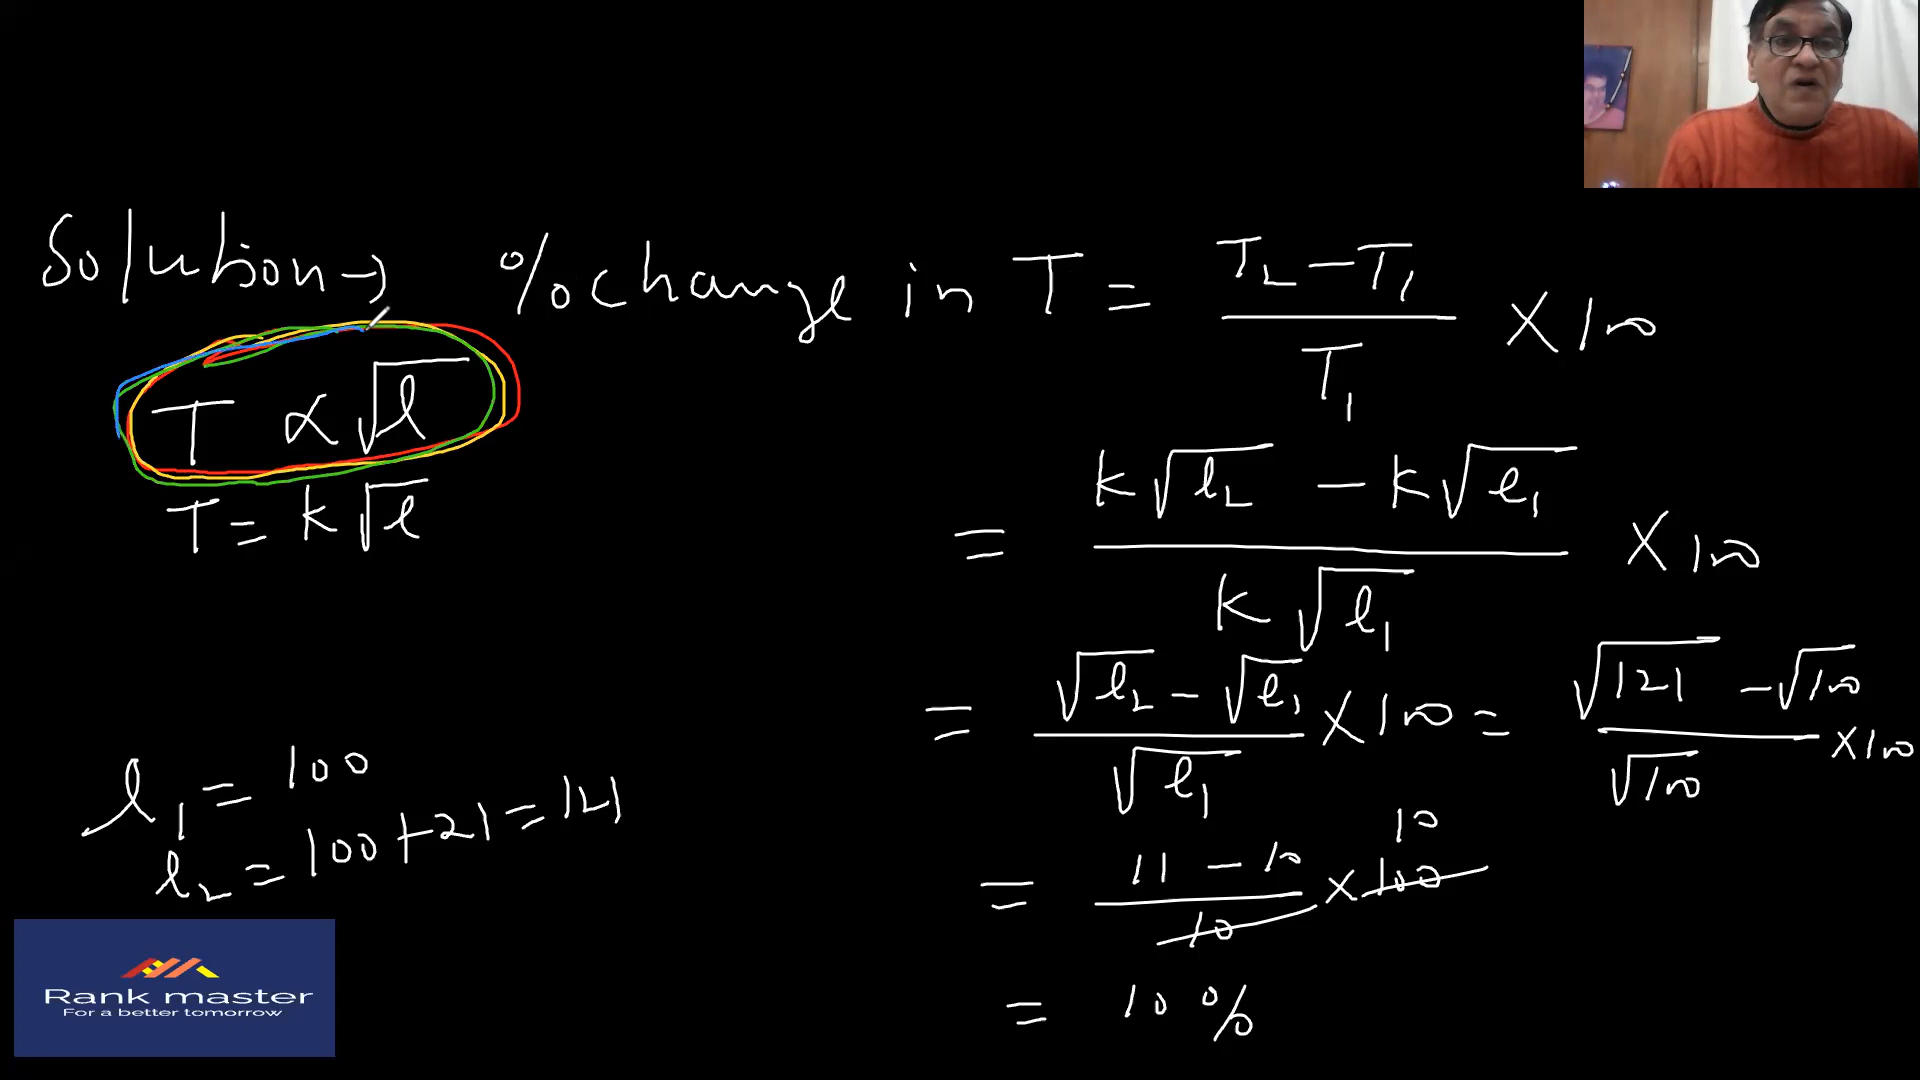 Solution → % change in T = T₂ − T₁ / T₁ × 100
T ∝ √l
T = k√l
= k√l₂ − k√l₁ / k√l₁ × 100
= √l₂ − √l₁ / √l₁ × 100 = √121 − √100 / √100 × 100
l₁ = 100
l₂ = 100 + 21 = 121
= 11 − 10 / 10 × 100 10
= 10 %
Rank master
For a better tomorrow